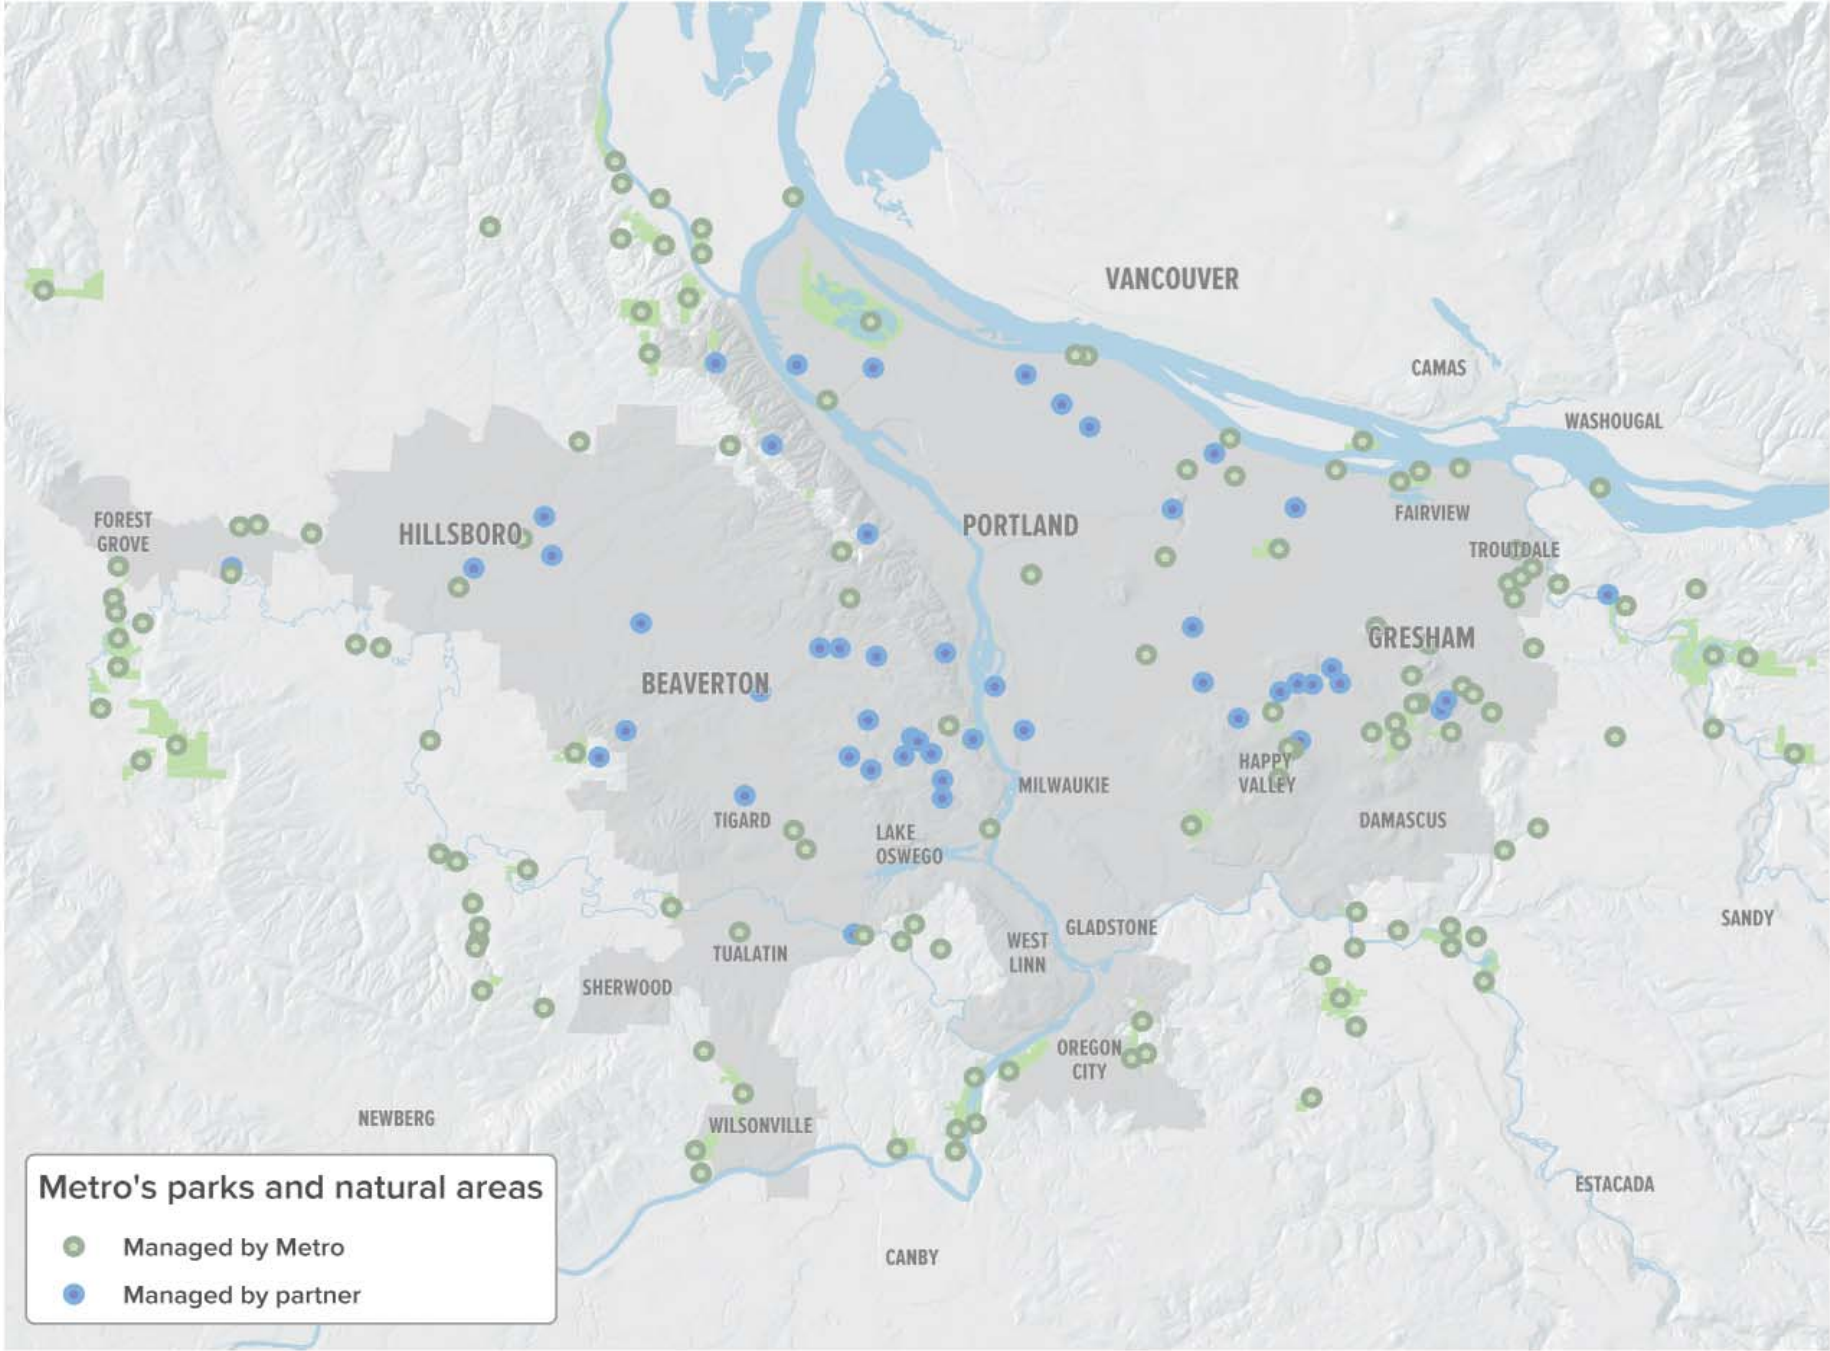 VANCOUVER
CAMAS
WASHOUGAL
FOREST
GROVE
HILLSBORO
PORTLAND
FAIRVIEW
TROUTDALE
GRESHAM
BEAVERTON
HAPPY
VALLEY
MILWAUKIE
TIGARD
LAKE
OSWEGO
DAMASCUS
TUALATIN
WEST
LINN
GLADSTONE
SANDY
SHERWOOD
OREGON
CITY
NEWBERG
WILSONVILLE
ESTACADA
CANBY
Metro's parks and natural areas
Managed by Metro
Managed by partner